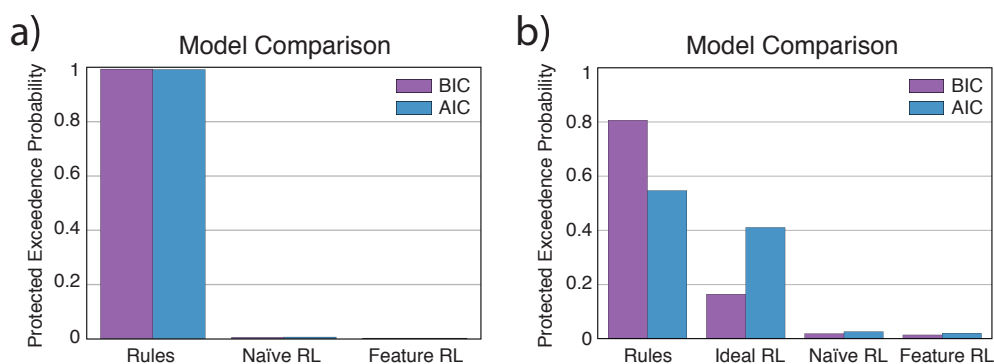 a)
Model Comparison
Protected Exceedence Probability
1
0.8
0.6
0.4
0.2
0
BIC
AIC
Rules
Naïve RL
Feature RL
b)
Model Comparison
Protected Exceedence Probability
1
0.8
0.6
0.4
0.2
0
BIC
AIC
Rules
Ideal RL
Naïve RL
Feature RL